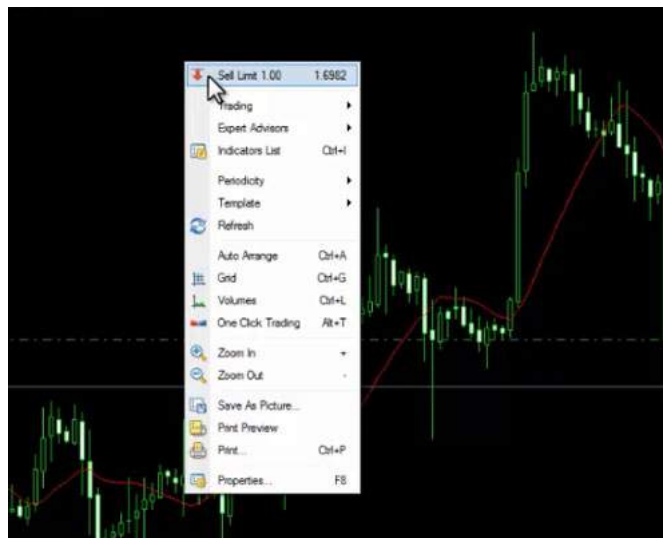 Sell Limit 1.00 1.6982
Trading
Expert Advisors
Indicators List Ctrl+I
Periodicity
Template
Refresh
Auto Arrange Ctrl+A
Grid Ctrl+G
Volumes Ctrl+L
One Click Trading Alt+T
Zoom In +
Zoom Out -
Save As Picture...
Print Preview
Print... Ctrl+P
Properties... F8